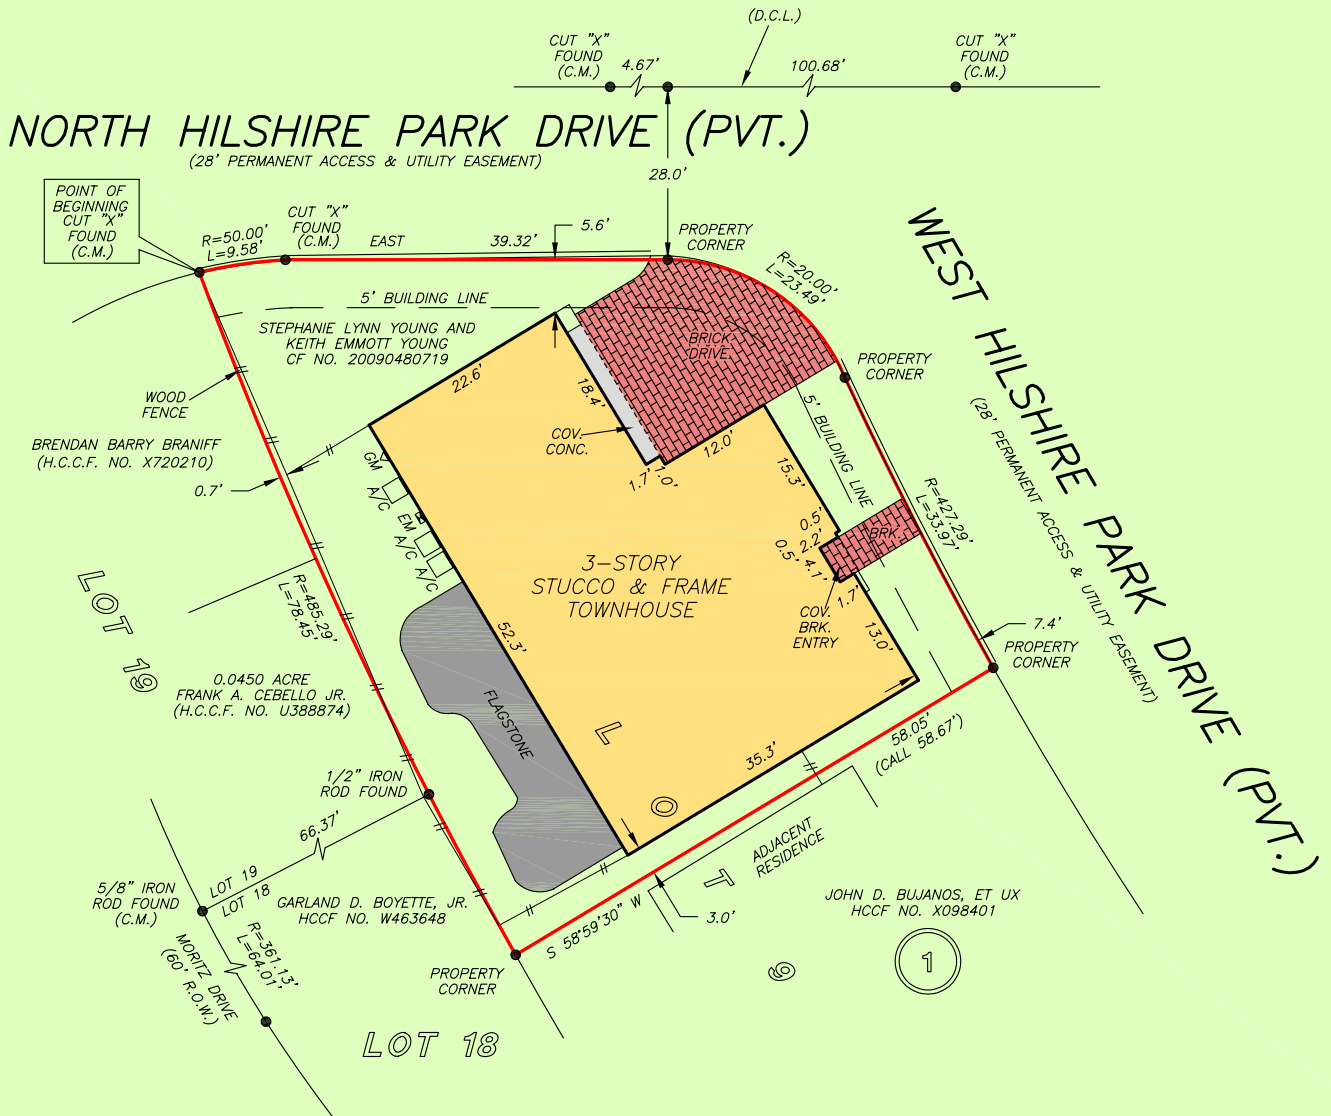 (D.C.L.)
CUT "X"
FOUND
(C.M.)
4.67'
100.68'
CUT "X"
FOUND
(C.M.)
NORTH HILSHIRE PARK DRIVE (PVT.)
(28' PERMANENT ACCESS & UTILITY EASEMENT)
28.0'
POINT OF
BEGINNING
CUT "X"
FOUND
(C.M.)
R=50.00'
L=9.58'
CUT "X"
FOUND
(C.M.)
EAST
39.32'
5.6'
PROPERTY
CORNER
R=20.00'
L=23.49'
WEST HILSHIRE PARK DRIVE (PVT.)
(28' PERMANENT ACCESS & UTILITY EASEMENT)
5' BUILDING LINE
STEPHANIE LYNN YOUNG AND
KEITH EMMOTT YOUNG
CF NO. 20090480719
BRICK
DRIVE
PROPERTY
CORNER
WOOD
FENCE
22.6'
18.4'
5' BUILDING LINE
BRENDAN BARRY BRANIFF
(H.C.C.F. NO. X720210)
COV.
CONC.
12.0'
1.7'
1.0'
15.3'
0.7'
GM
A/C
EM
A/C
A/C
R=427.29'
L=33.97'
0.5'
2.2'
0.5'
4.1'
BRK.
1.7'
3-STORY
STUCCO & FRAME
TOWNHOUSE
COV.
BRK.
ENTRY
13.0'
7.4'
PROPERTY
CORNER
LOT 19
R=485.29'
L=78.45'
52.3'
0.0450 ACRE
FRANK A. CEBELLO JR.
(H.C.C.F. NO. U388874)
FLAGSTONE
L O T 9
35.3'
58.05'
(CALL 58.67')
1/2" IRON
ROD FOUND
66.37'
ADJACENT
RESIDENCE
LOT 19
LOT 18
5/8" IRON
ROD FOUND
(C.M.)
GARLAND D. BOYETTE, JR.
HCCF NO. W463648
S 58°59'30" W
3.0'
JOHN D. BUJANOS, ET UX
HCCF NO. X098401
1
R=361.13'
L=64.01'
MORITZ DRIVE
(60' R.O.W.)
PROPERTY
CORNER
LOT 18